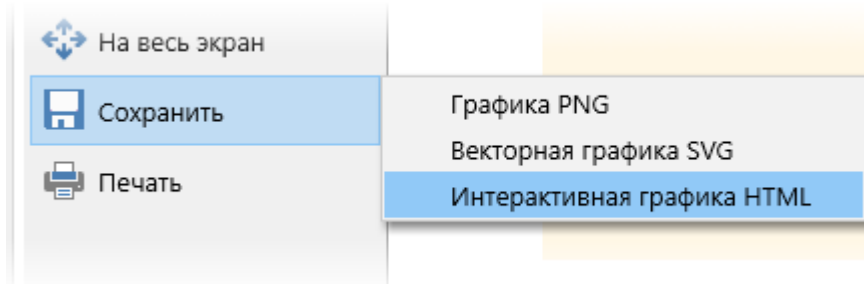 На весь экран
Сохранить
Печать
Графика PNG
Векторная графика SVG
Интерактивная графика HTML